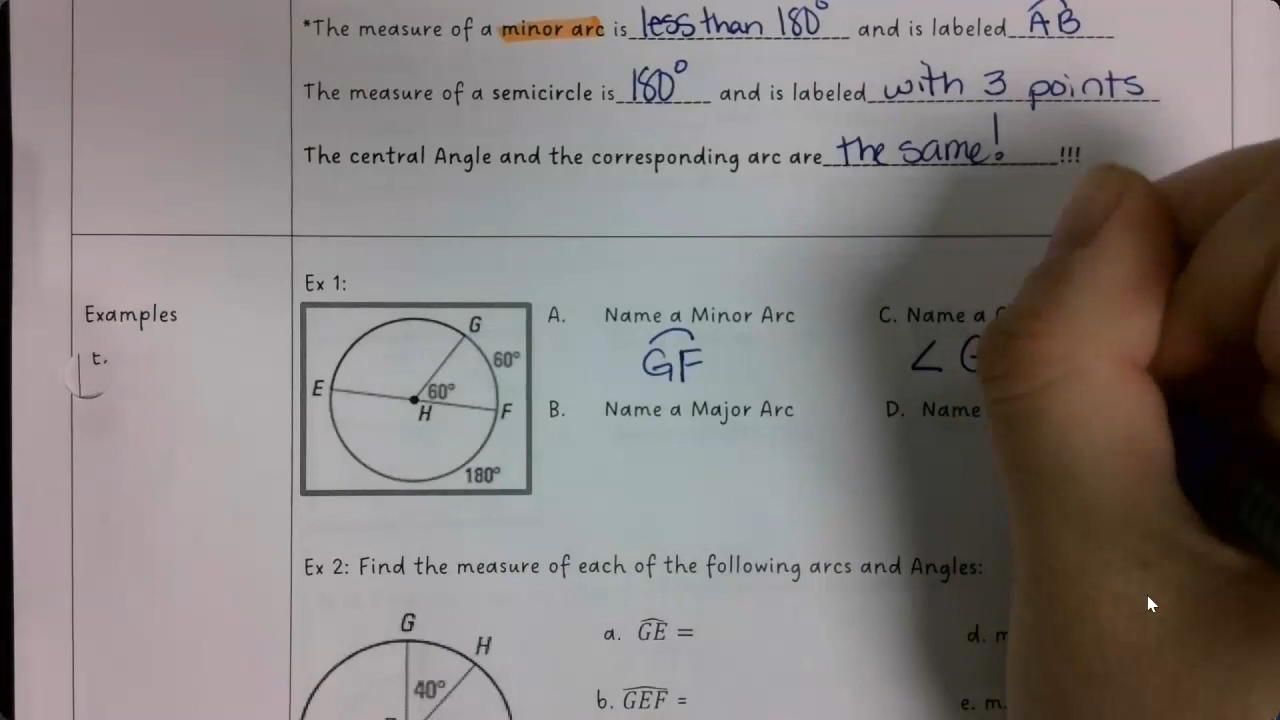 *The measure of a minor arc is less than 180° and is labeled AB
The measure of a semicircle is 180° and is labeled with 3 points
The central Angle and the corresponding arc are the same! !!!
Examples
t.
Ex 1:
G
60°
E
60°
H
F
180°
A. Name a Minor Arc
GF
B. Name a Major Arc
C. Name a
∠ G
D. Name
Ex 2: Find the measure of each of the following arcs and Angles:
G
H
40°
a. GE =
b. GEF =
d. m
e. m.